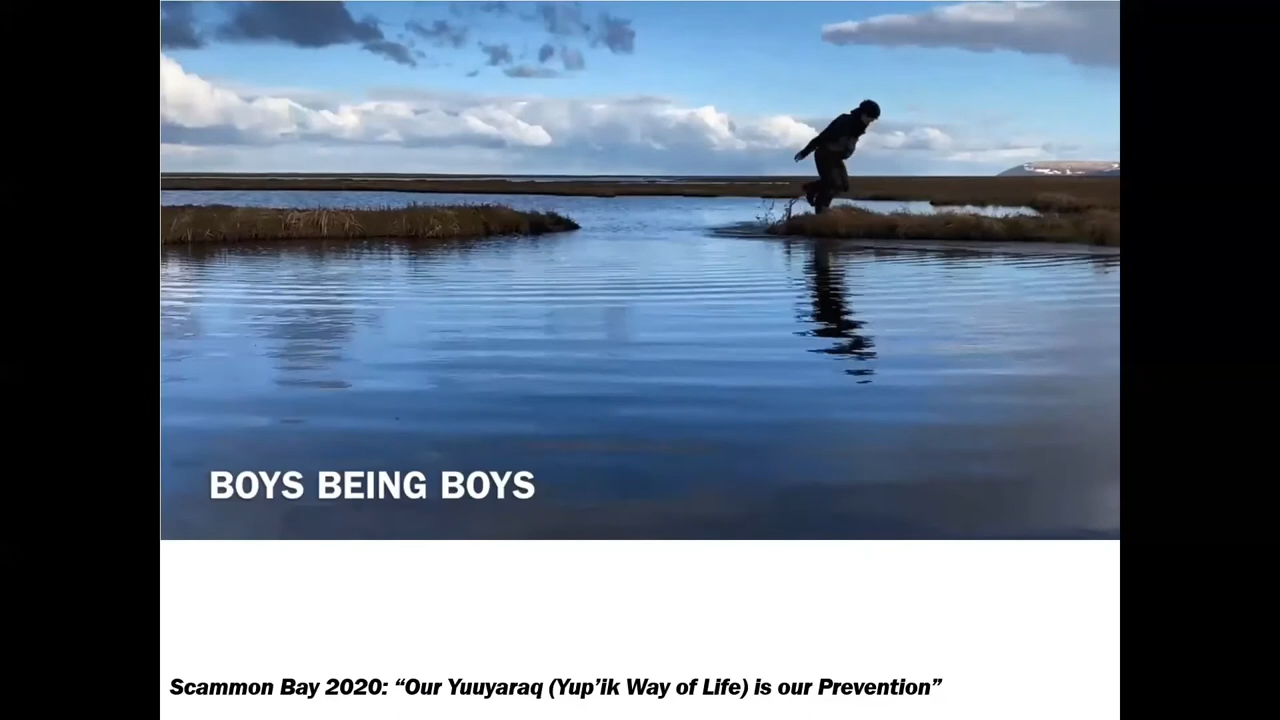 BOYS BEING BOYS
Scammon Bay 2020: “Our Yuuyaraq (Yup’ik Way of Life) is our Prevention”